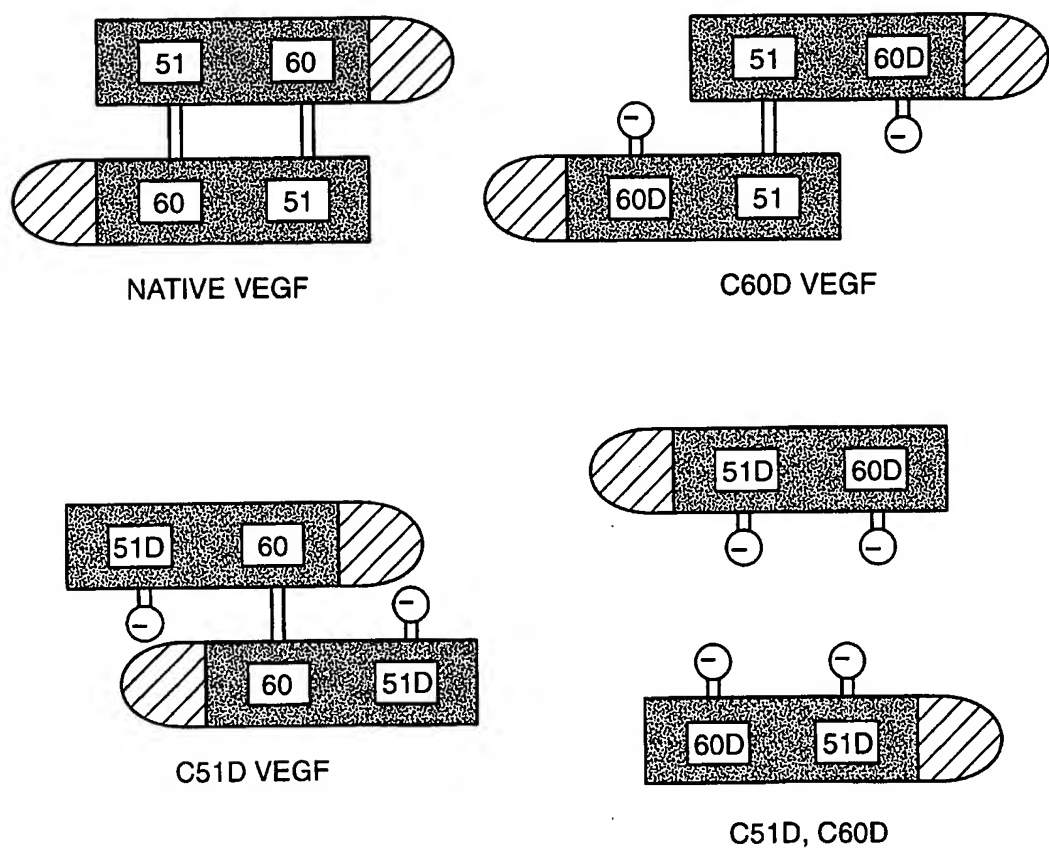 51 60
60 51
NATIVE VEGF
51 60D
60D 51
C60D VEGF
51D 60
60 51D
C51D VEGF
51D 60D
60D 51D
C51D, C60D